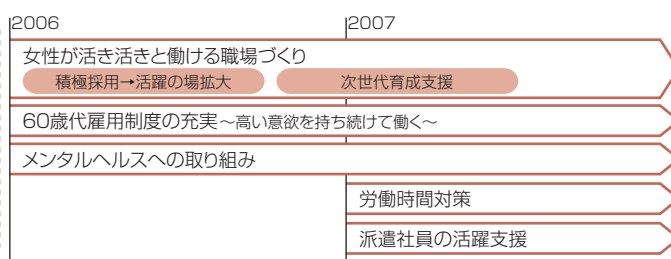 2006 2007
女性が活き活きと働ける職場づくり
積極採用→活躍の場拡大 次世代育成支援
60歳代雇用制度の充実～高い意欲を持ち続けて働く～
メンタルヘルスへの取り組み
労働時間対策
派遣社員の活躍支援